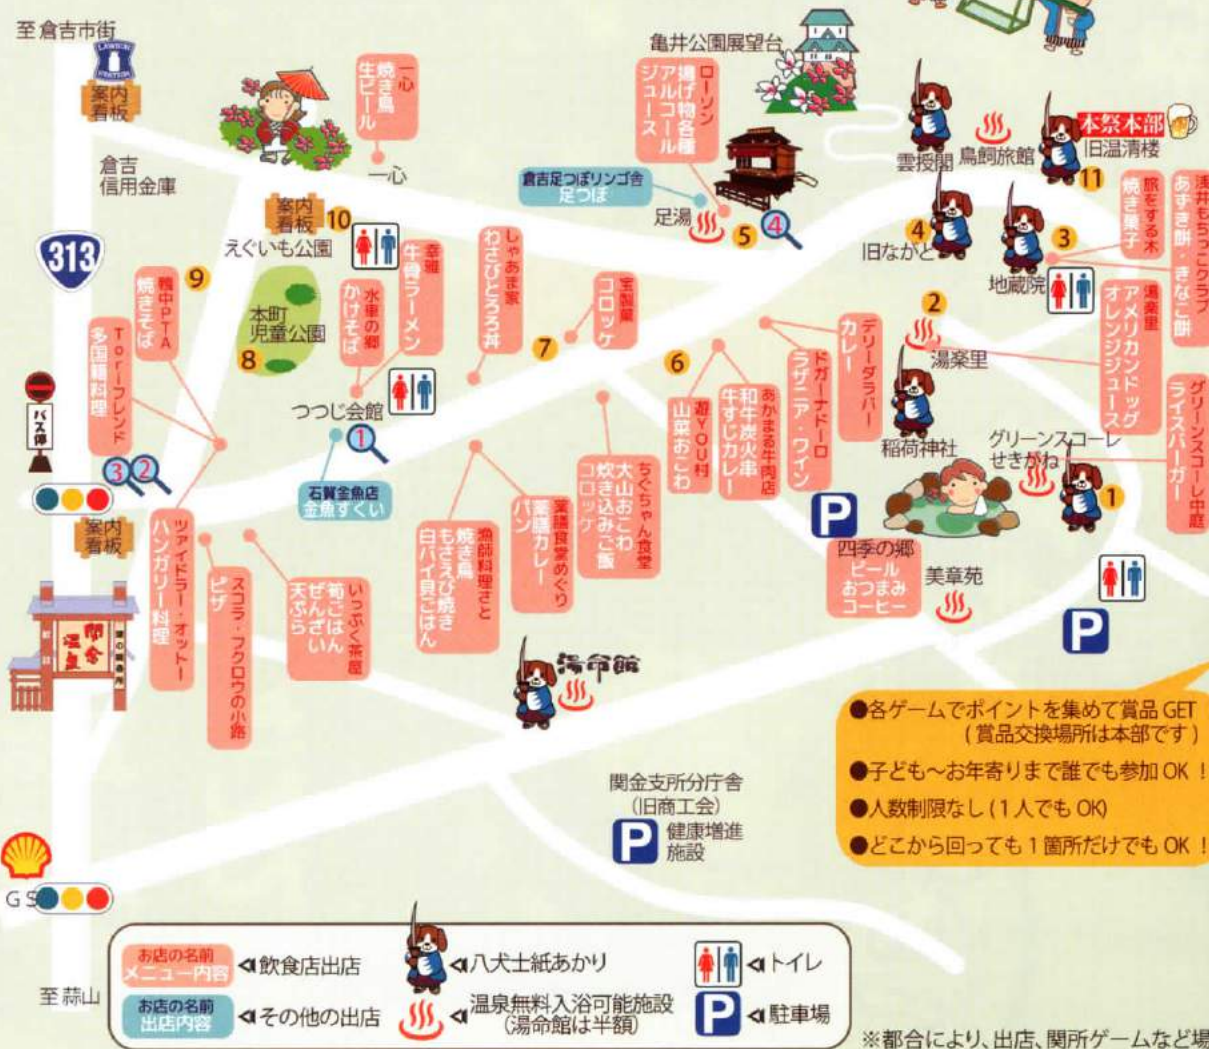 至倉吉市街
LAWSON
STATION
案内
看板
倉吉
信用金庫
一心
焼き鳥
生ビール
一心
亀井公園展望台
ローソン
揚げ物各種
アルコール
ジュース
倉吉足つぼリンゴ舎
足つぼ
足湯
5
4
雲授閣
鳥飼旅館
本祭本部
旧温清楼
11
4
旧ながと
3
地蔵院
旅をする木
焼き菓子
浅井もちっこクラブ
あずき餅・きなこ餅
湯楽里
アメリカンドッグ
オレンジジュース
2
湯楽里
案内
看板
10
えぐいも公園
313
9
鴨中PTA
焼きそば
Toriーフレンド
多国籍料理
本町
児童公園
8
幸雅
牛骨ラーメン
水車の郷
かけそば
しゃあま家
わさびとろろ丼
7
宝製菓
コロッケ
6
デリーダラバー
カレー
ドガーナドーロ
ラザニア・ワイン
あかまる牛肉店
和牛炭火串
牛すじカレー
遊YOU村
山菜おこわ
稲荷神社
グリーンスコーレ
せきがね
1
グリーンスコーレ中庭
ライスバーガー
バス停
3
2
つつじ会館
1
石賀金魚店
金魚すくい
案内
看板
関金
温泉
ツァイドラー・オットー
ハンガリー料理
スコラ・フクロウの小路
ピザ
いっぷく茶屋
筍ごはん
ぜんざい
天ぷら
漁師料理さと
焼き鳥
もさえび焼き
白バイ貝ごはん
薬膳食堂めぐり
薬膳カレー
パン
ちぐちゃん食堂
大山おこわ
炊き込みご飯
コロッケ
P
四季の郷
ビール
おつまみ
コーヒー
美章苑
P
湯命館
●各ゲームでポイントを集めて賞品GET
(賞品交換場所は本部です)
●子ども～お年寄りまで誰でも参加OK！
●人数制限なし(1人でもOK)
●どこから回っても1箇所だけでもOK！
関金支所分庁舎
(旧商工会)
P 健康増進
施設
GS
至蒜山
お店の名前
メニュー内容
飲食店出店
八犬士紙あかり
トイレ
お店の名前
出店内容
その他の出店
温泉無料入浴可能施設
(湯命館は半額)
P
駐車場
※都合により、出店、関所ゲームなど場